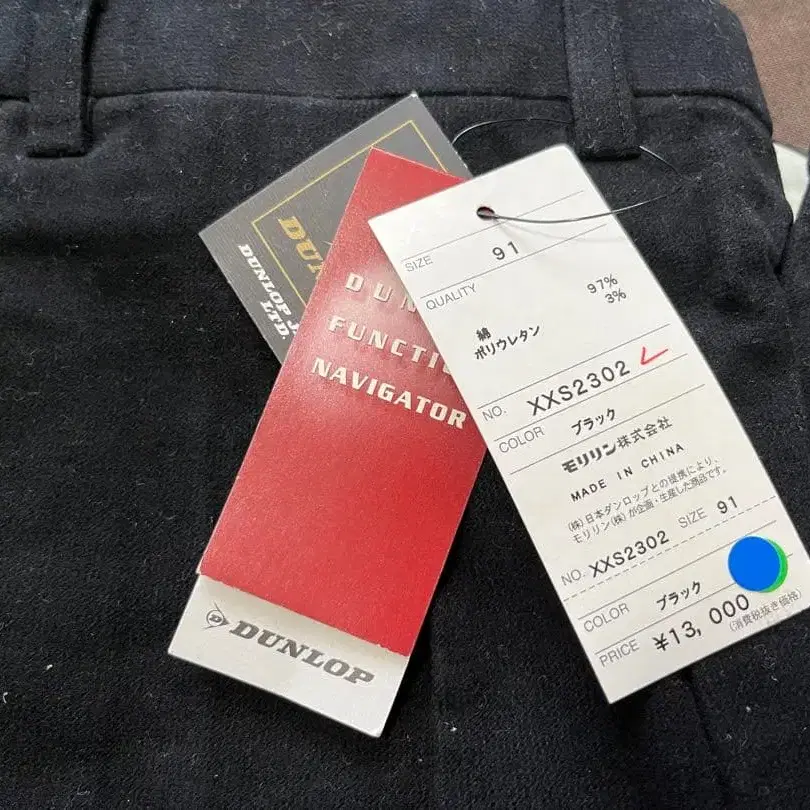 DUNLOP J
LTD.
FUNCTIO
NAVIGATOR
DUNLOP
SIZE 91
QUALITY
綿 97%
ポリウレタン 3%
NO. XXS2302
COLOR ブラック
モリリン株式会社
MADE IN CHINA
(株)日本ダンロップとの提携により、
モリリン(株)が企画・生産した商品です。
NO. XXS2302 SIZE 91
COLOR ブラック
PRICE ¥13,000
(消費税抜き価格)